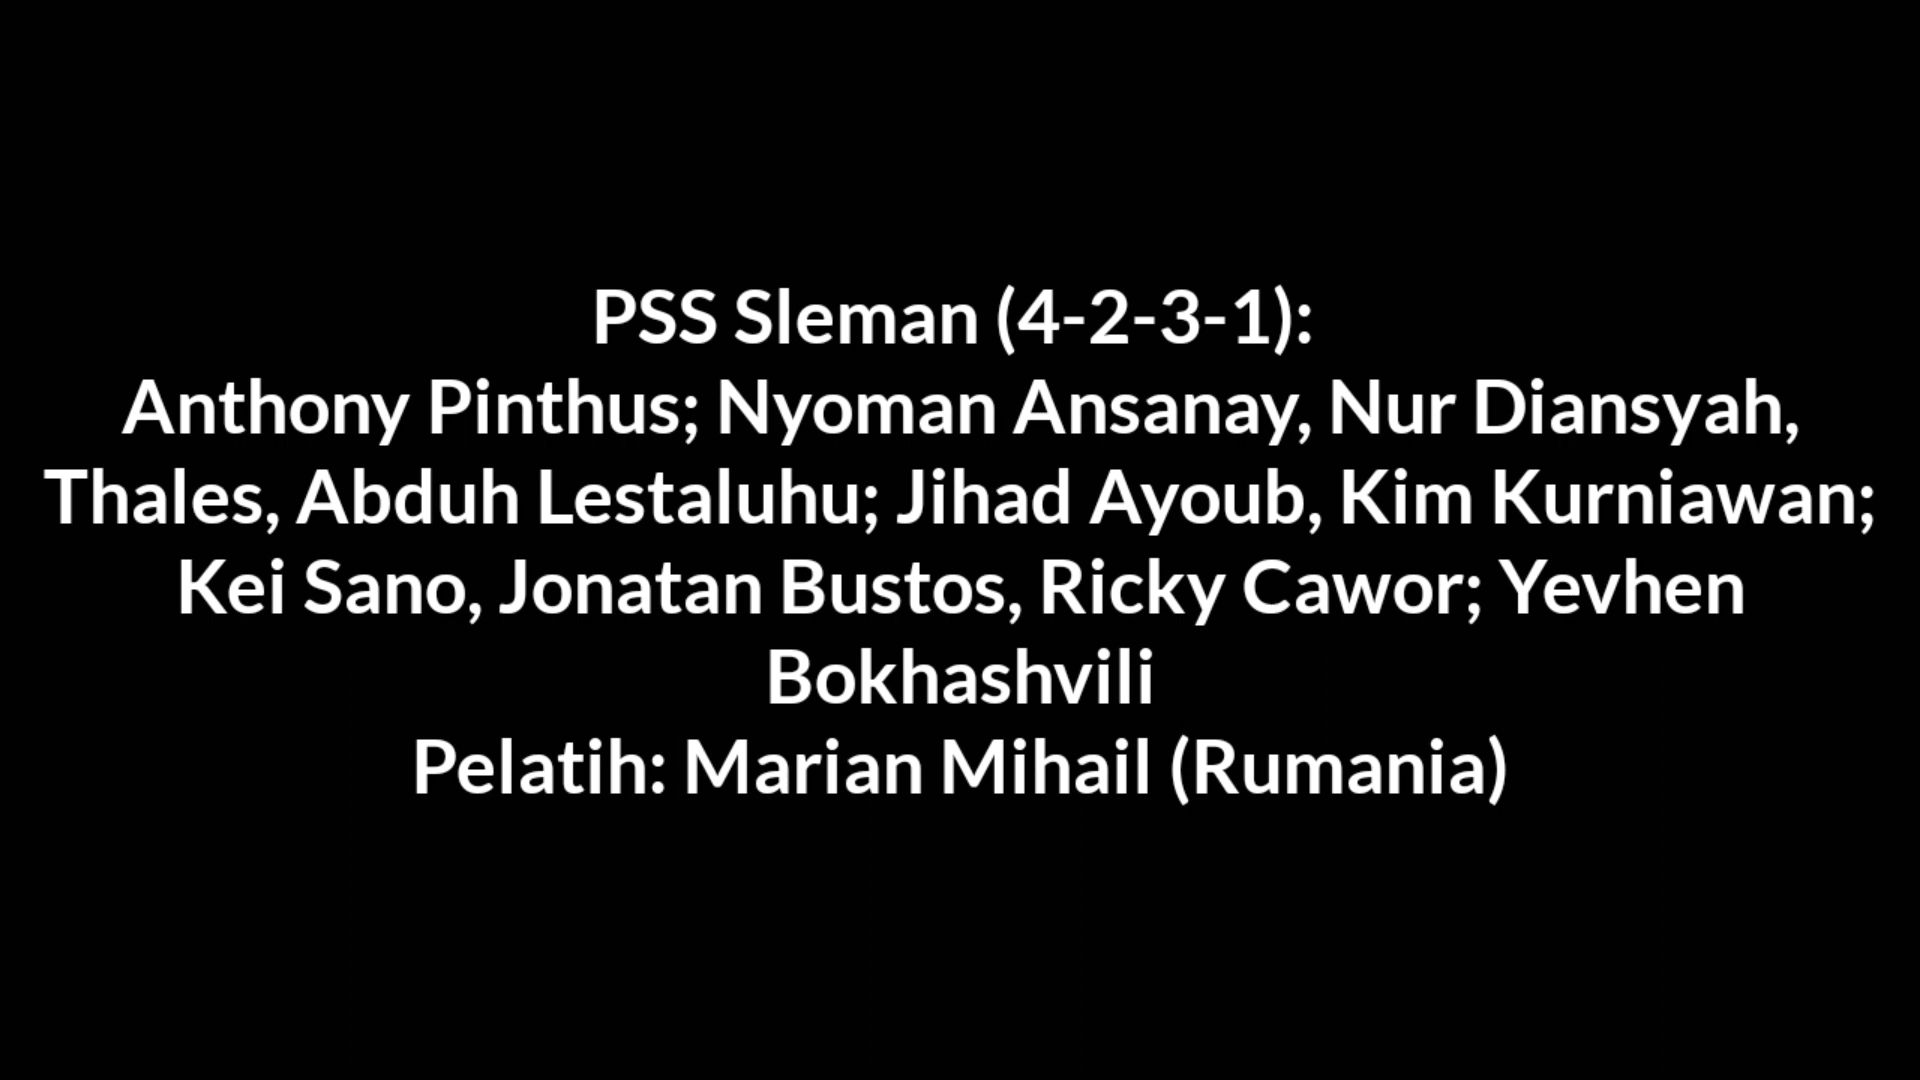 PSS Sleman (4-2-3-1):
Anthony Pinthus; Nyoman Ansanay, Nur Diansyah,
Thales, Abduh Lestaluhu; Jihad Ayoub, Kim Kurniawan;
Kei Sano, Jonatan Bustos, Ricky Cawor; Yevhen
Bokhashvili
Pelatih: Marian Mihail (Rumania)